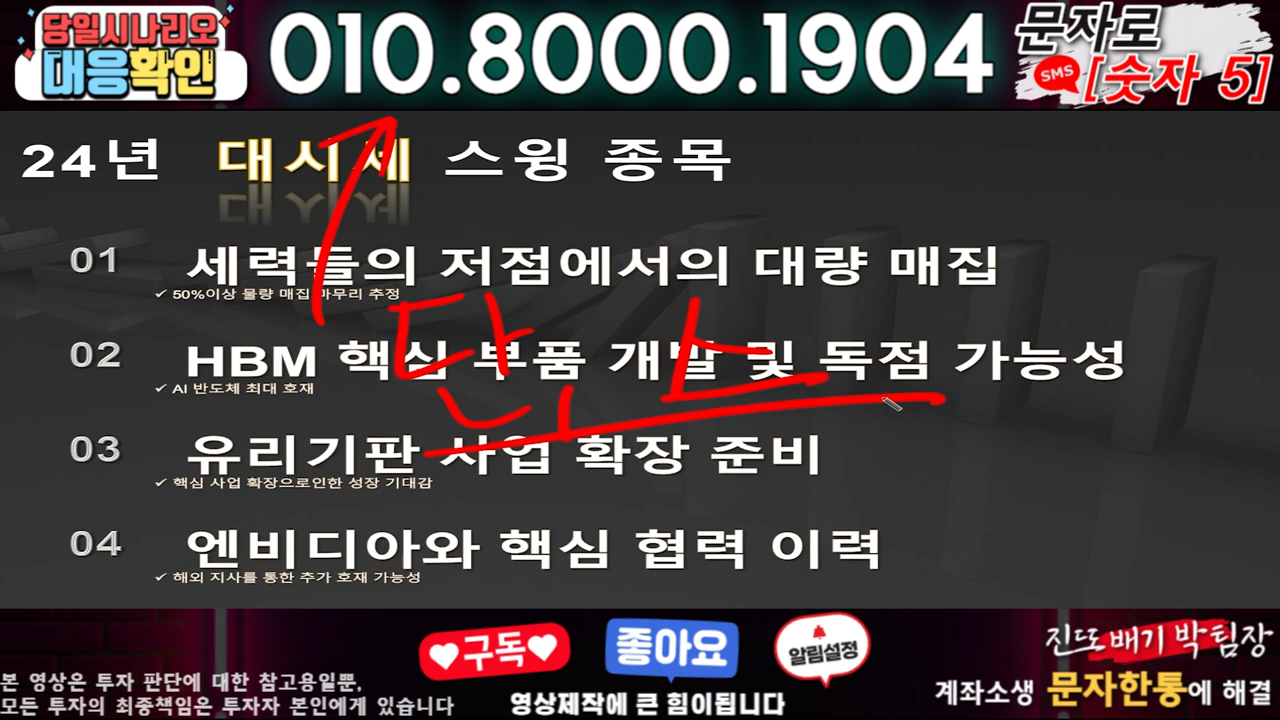 당일시나리오
대응확인
010.8000.1904
문자로
SMS [숫자 5]
24년 대시세 스윙 종목
01 세력들의 저점에서의 대량 매집
✓ 50%이상 물량 매집 마무리 추정
02 HBM 핵심 부품 개발 및 독점 가능성
✓ AI 반도체 최대 호재
단, 스
03 유리기판 사업 확장 준비
✓ 핵심 사업 확장으로인한 성장 기대감
04 엔비디아와 핵심 협력 이력
✓ 해외 지사를 통한 추가 호재 가능성
구독
좋아요
알림설정
영상제작에 큰 힘이됩니다
본 영상은 투자 판단에 대한 참고용일뿐,
모든 투자의 최종책임은 투자자 본인에게 있습니다
진또배기 박팀장
계좌소생 문자한통에 해결